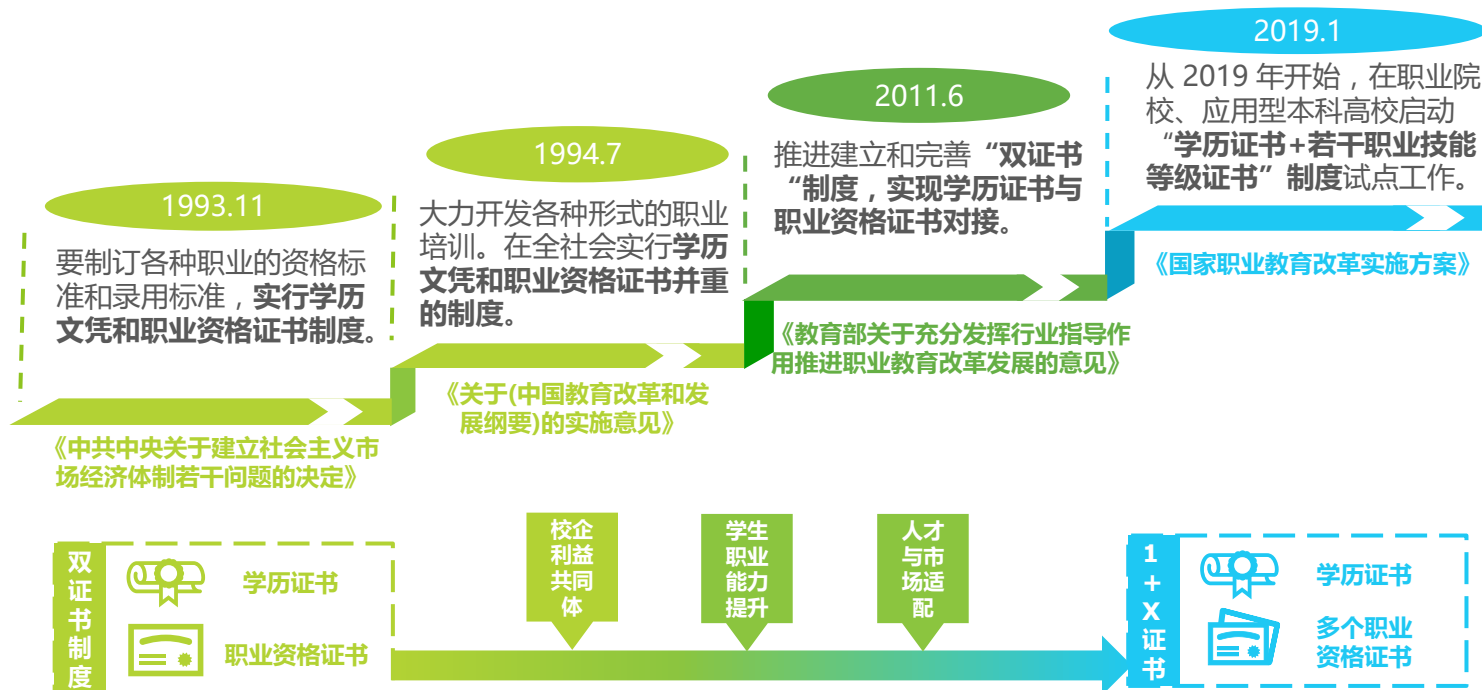 1993.11
要制订各种职业的资格标
准和录用标准，实行学历
文凭和职业资格证书制度。
《中共中央关于建立社会主义市
场经济体制若干问题的决定》
1994.7
大力开发各种形式的职业
培训。在全社会实行学历
文凭和职业资格证书并重
的制度。
《关于(中国教育改革和发
展纲要)的实施意见》
2011.6
推进建立和完善“双证书
“制度，实现学历证书与
职业资格证书对接。
《教育部关于充分发挥行业指导作
用推进职业教育改革发展的意见》
2019.1
从 2019 年开始，在职业院
校、应用型本科高校启动
“学历证书+若干职业技能
等级证书”制度试点工作。
《国家职业教育改革实施方案》
双
证
书
制
度
学历证书
职业资格证书
校企
利益
共同
体
学生
职业
能力
提升
人才
与市
场适
配
1
+
X
证
书
学历证书
多个职业
资格证书